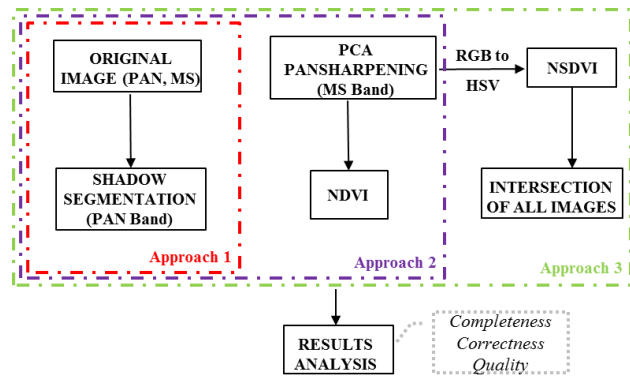 ORIGINAL
IMAGE (PAN, MS)
SHADOW
SEGMENTATION
(PAN Band)
Approach 1
PCA
PANSHARPENING
(MS Band)
NDVI
Approach 2
RGB to
HSV
NSDVI
INTERSECTION
OF ALL IMAGES
Approach 3
RESULTS
ANALYSIS
Completeness
Correctness
Quality